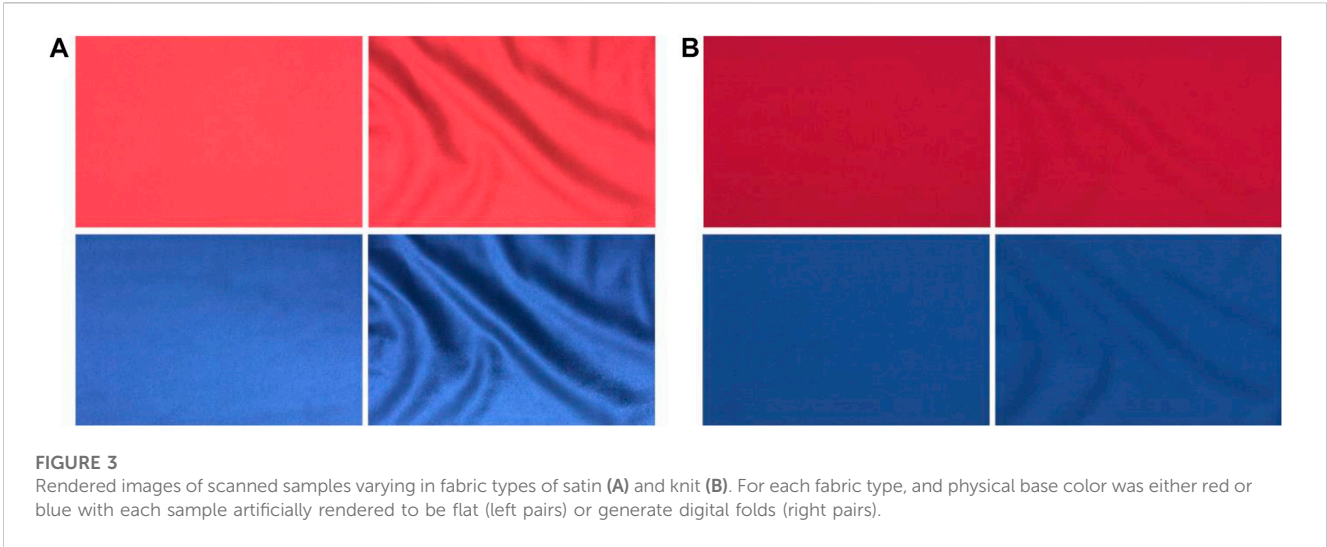 A
B
FIGURE 3
Rendered images of scanned samples varying in fabric types of satin (A) and knit (B). For each fabric type, and physical base color was either red or
blue with each sample artificially rendered to be flat (left pairs) or generate digital folds (right pairs).